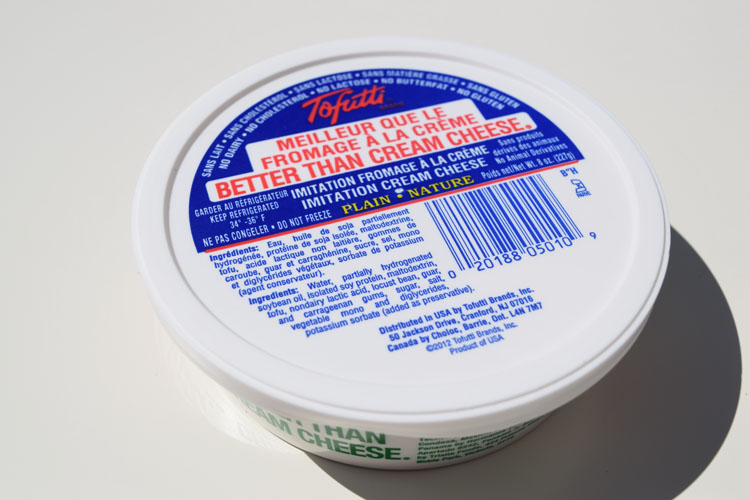 SANS LAIT • SANS CHOLESTEROL • SANS LACTOSE • SANS MATIÈRE GRASSE • SANS GLUTEN
NO DAIRY • NO CHOLESTEROL • NO LACTOSE • NO BUTTERFAT • NO GLUTEN
Tofutti
BRAND
MEILLEUR QUE LE
FROMAGE À LA CRÈME
BETTER THAN CREAM CHEESE®
Sans produits
dérivés des animaux
No Animal Derivatives
Poids net/Net Wt. 8 oz. (227g)
GARDER AU RÉFRIGÉRATEUR
KEEP REFRIGERATED
34° -36° F
NE PAS CONGELER • DO NOT FREEZE
IMITATION FROMAGE À LA CRÈME
IMITATION CREAM CHEESE
PLAIN • NATURE
H"B
Ingrédients: Eau, huile de soja partiellement
hydrogénée, protéine de soja isolée, maltodextrine,
tofu, acide lactique non laitière, gommes de
caroube, guar et carraghénine, sucre, sel, mono
et diglycérides végétaux, sorbate de potassium
(agent conservateur).
Ingredients: Water, partially hydrogenated
soybean oil, isolated soy protein, maltodextrin,
tofu, nondairy lactic acid, locust bean, guar,
and carrageenan gums, sugar, salt,
vegetable mono and diglycerides,
potassium sorbate (added as preservative).
0 20188 05010 9
Distributed in USA by Tofutti Brands, Inc.
50 Jackson Drive, Cranford, NJ 07016
Canada by Choloc, Barrie, Ont. L4N 7M7
©2012 Tofutti Brands, Inc.
Product of USA
THAN
CREAM CHEESE®